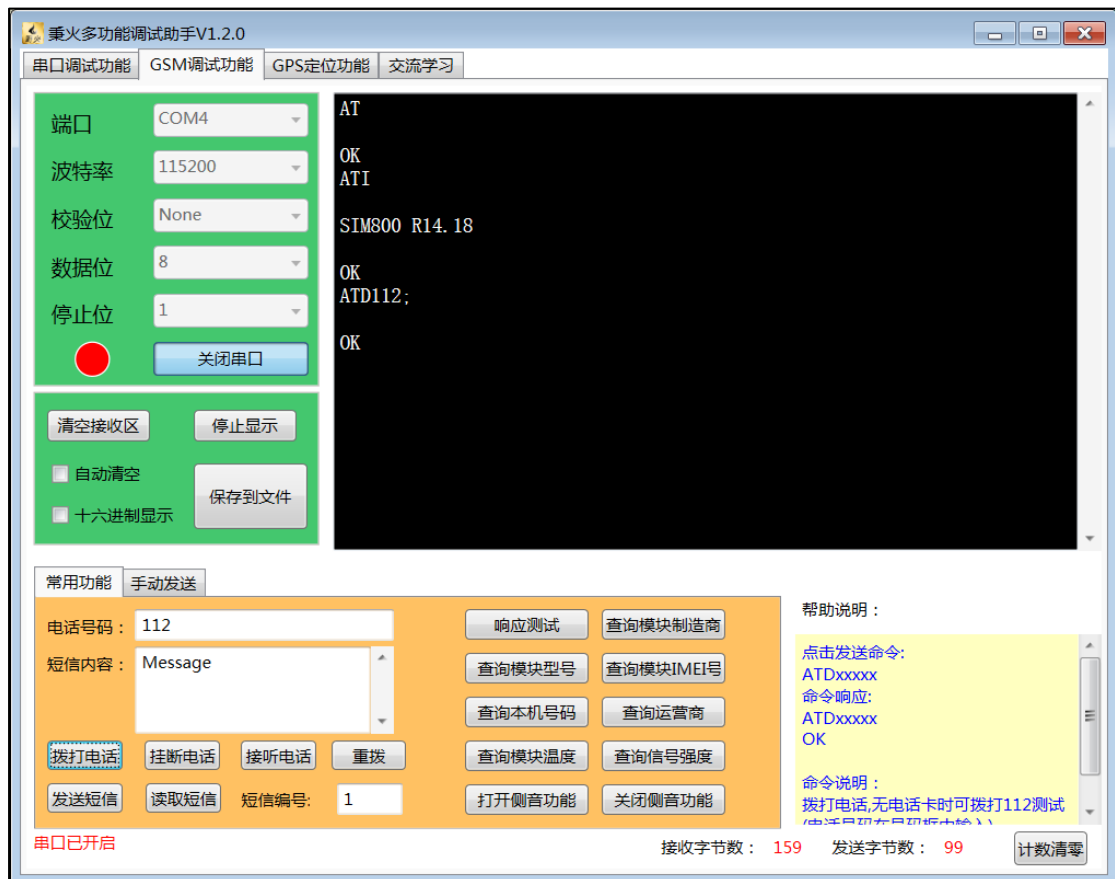 秉火多功能调试助手V1.2.0
串口调试功能 GSM调试功能 GPS定位功能 交流学习
端口 COM4
波特率 115200
校验位 None
数据位 8
停止位 1
关闭串口
清空接收区 停止显示
自动清空
保存到文件
十六进制显示
AT
OK
ATI
SIM800 R14.18
OK
ATD112;
OK
常用功能 手动发送
电话号码： 112
短信内容： Message
拨打电话 挂断电话 接听电话 重拨
发送短信 读取短信 短信编号: 1
响应测试 查询模块制造商
查询模块型号 查询模块IMEI号
查询本机号码 查询运营商
查询模块温度 查询信号强度
打开侧音功能 关闭侧音功能
帮助说明：
点击发送命令:
ATDxxxxx
命令响应:
ATDxxxxx
OK
命令说明：
拨打电话,无电话卡时可拨打112测试
(电话号码在号码框中输入)
串口已开启
接收字节数： 159 发送字节数： 99 计数清零